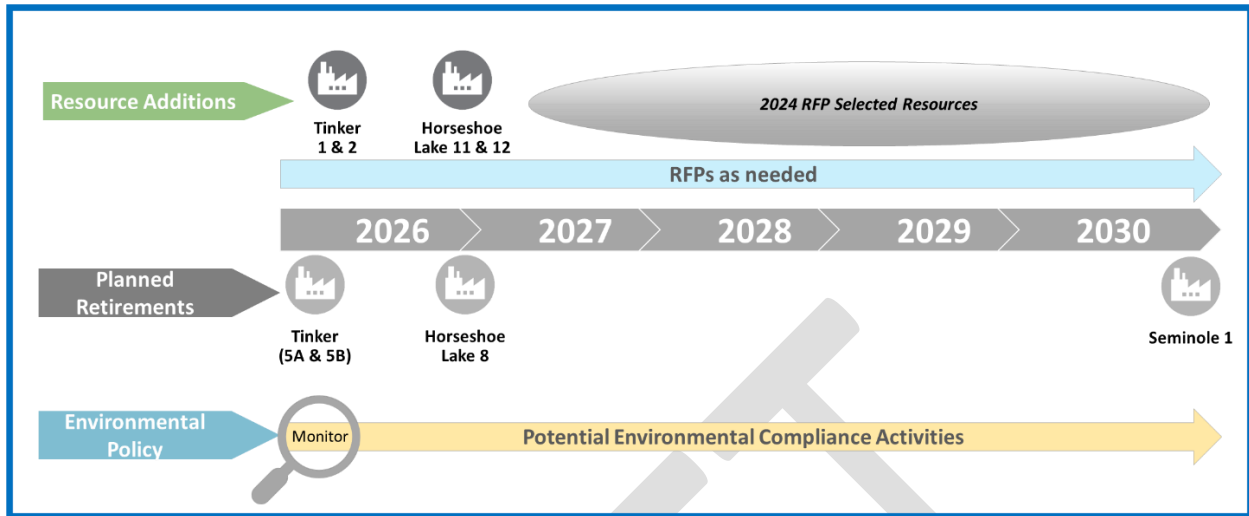 Resource Additions
Tinker
1 & 2
Horseshoe
Lake 11 & 12
2024 RFP Selected Resources
RFPs as needed
2026
2027
2028
2029
2030
Planned
Retirements
Tinker
(5A & 5B)
Horseshoe
Lake 8
Seminole 1
Environmental
Policy
Monitor
Potential Environmental Compliance Activities